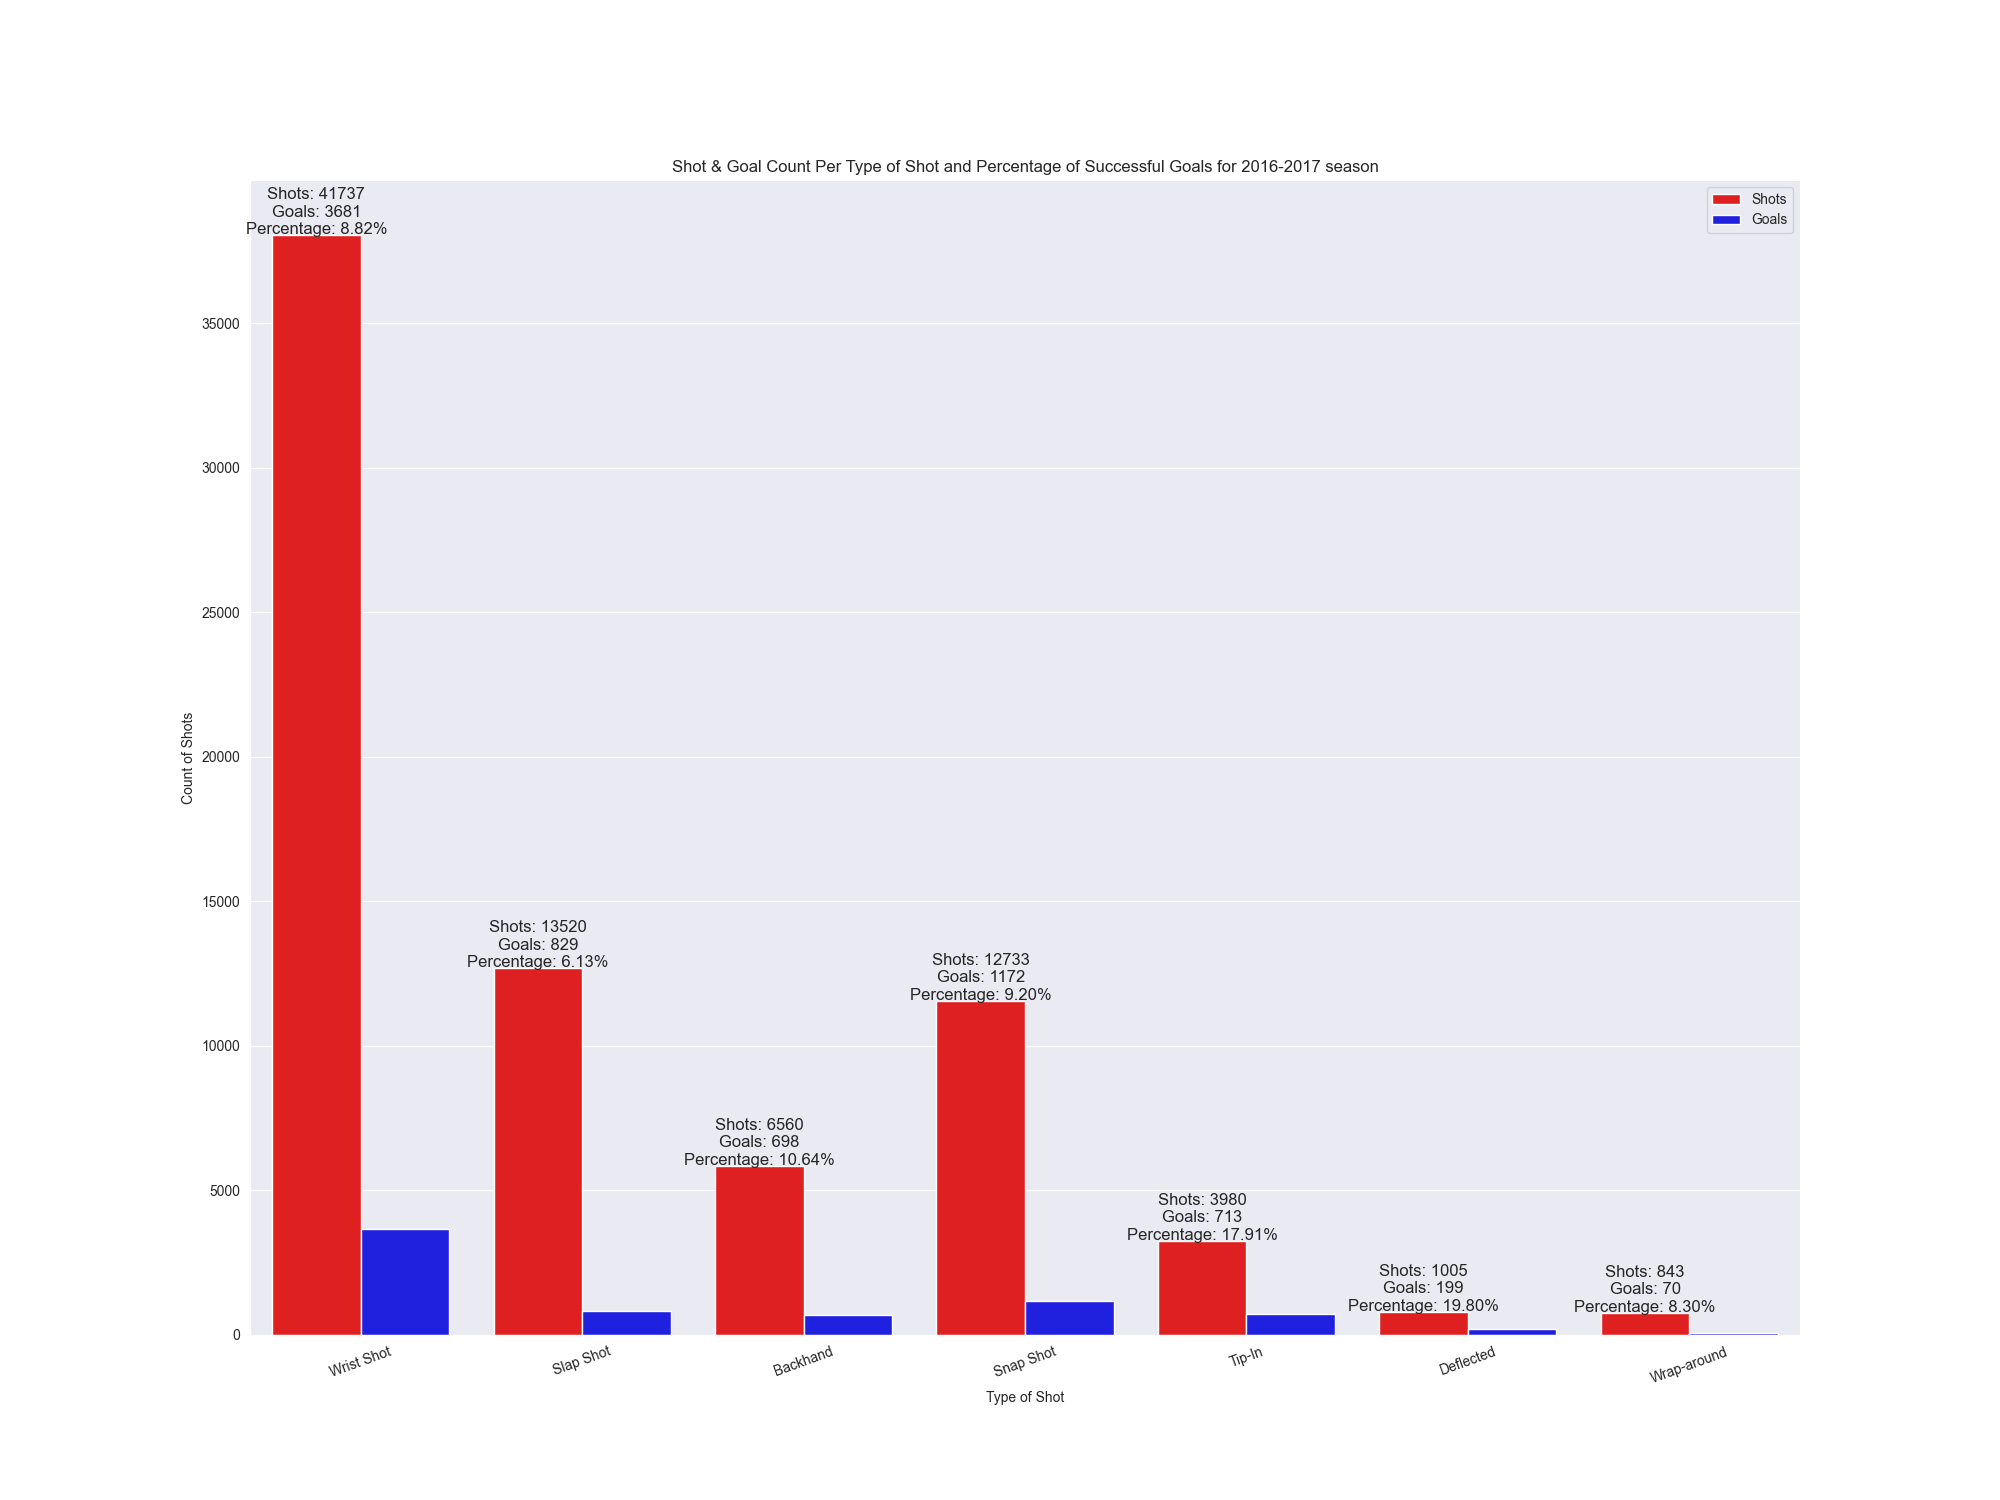 Shot & Goal Count Per Type of Shot and Percentage of Successful Goals for 2016-2017 season
Shots
Goals
Shots: 41737
Goals: 3681
Percentage: 8.82%
Shots: 13520
Goals: 829
Percentage: 6.13%
Shots: 6560
Goals: 698
Percentage: 10.64%
Shots: 12733
Goals: 1172
Percentage: 9.20%
Shots: 3980
Goals: 713
Percentage: 17.91%
Shots: 1005
Goals: 199
Percentage: 19.80%
Shots: 843
Goals: 70
Percentage: 8.30%
Count of Shots
35000
30000
25000
20000
15000
10000
5000
0
Wrist Shot
Slap Shot
Backhand
Snap Shot
Tip-In
Deflected
Wrap-around
Type of Shot